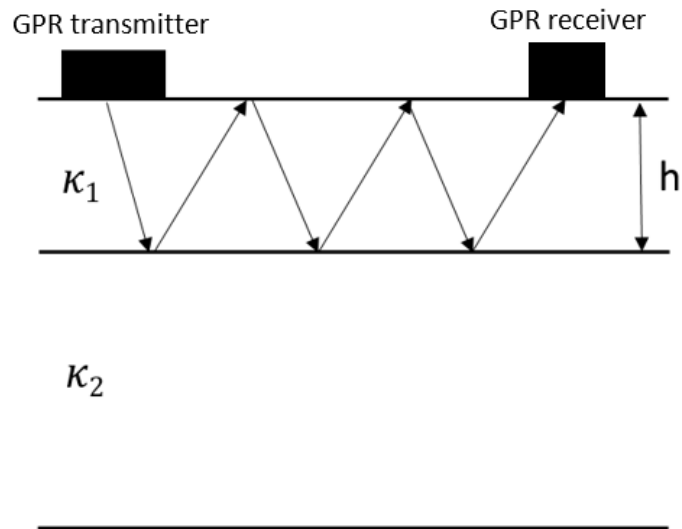 GPR transmitter
GPR receiver
κ₁
h
κ₂